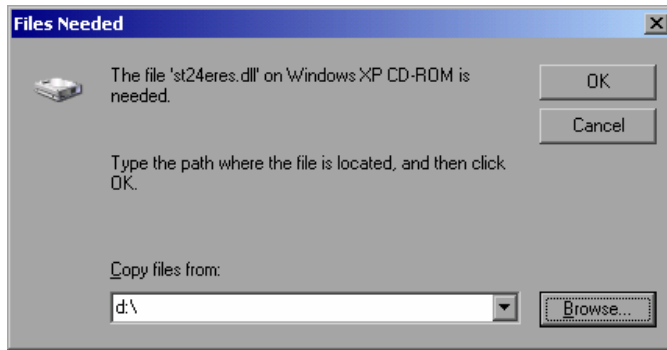 Files Needed
The file 'st24eres.dll' on Windows XP CD-ROM is
needed.
OK
Cancel
Type the path where the file is located, and then click
OK.
Copy files from:
d:\
Browse...